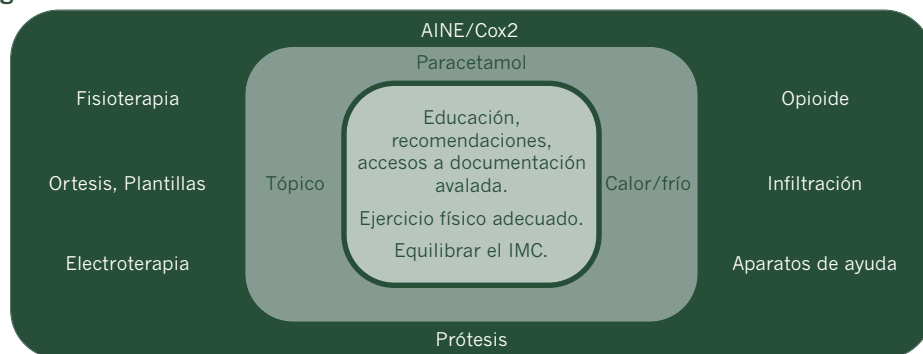 AINE/Cox2
Paracetamol
Fisioterapia
Educación,
recomendaciones,
accesos a documentación
avalada.
Opioide
Ortesis, Plantillas
Tópico
Calor/frío
Infiltración
Ejercicio físico adecuado.
Equilibrar el IMC.
Electroterapia
Aparatos de ayuda
Prótesis